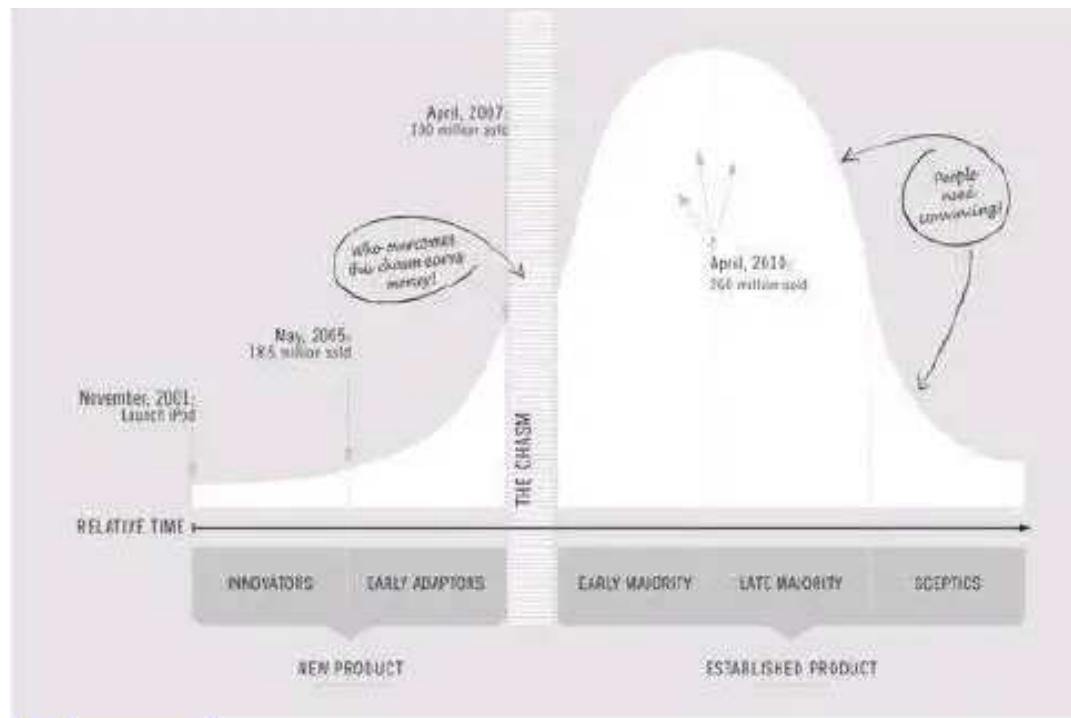 April, 2007:
million sold
Who overcomes
this chasm earns
money!
People
need
convincing!
April, 2010:
260 million sold
May, 2005:
18.5 million sold
November, 2001:
Launch iPod
THE CHASM
RELATIVE TIME
INNOVATORS
EARLY ADAPTORS
EARLY MAJORITY
LATE MAJORITY
SCEPTICS
NEW PRODUCT
ESTABLISHED PRODUCT